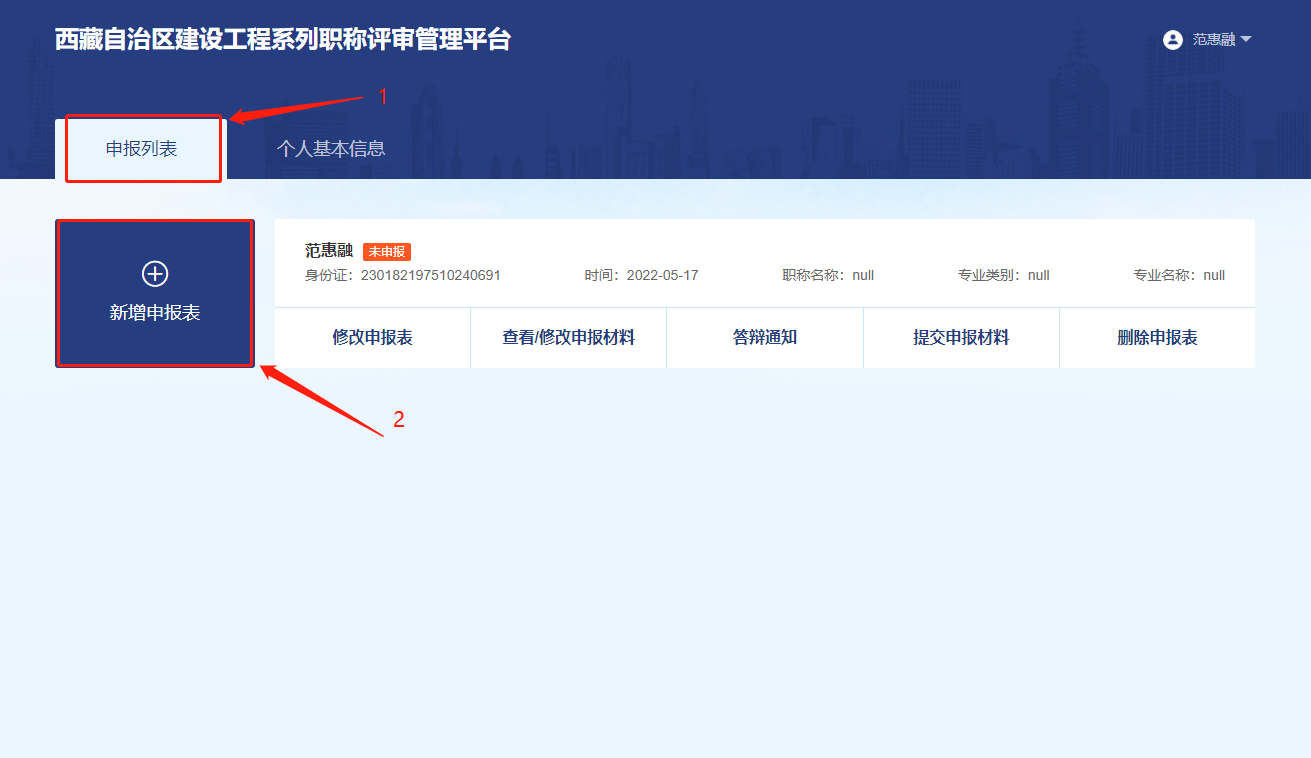 西藏自治区建设工程系列职称评审管理平台
范惠融
1
申报列表
个人基本信息
新增申报表
范惠融 未申报
身份证：230182197510240691 时间：2022-05-17 职称名称：null 专业类别：null 专业名称：null
修改申报表 查看/修改申报材料 答辩通知 提交申报材料 删除申报表
2